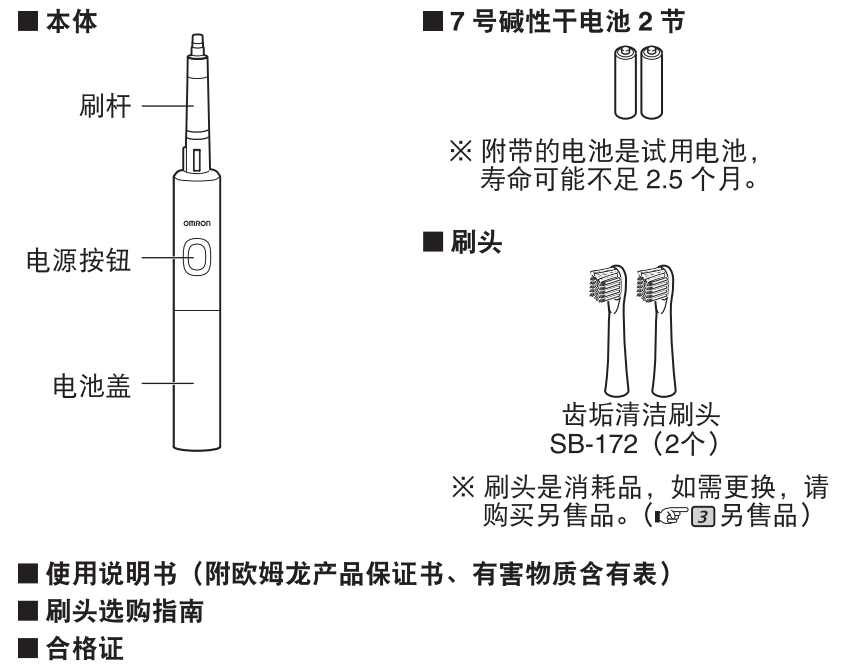 ■ 本体
刷杆
OMRON
电源按钮
电池盖
■ 7 号碱性干电池 2 节
※ 附带的电池是试用电池，
寿命可能不足 2.5 个月。
■ 刷头
齿垢清洁刷头
SB-172（2个）
※ 刷头是消耗品，如需更换，请
购买另售品。（☞ 3 另售品）
■ 使用说明书（附欧姆龙产品保证书、有害物质含有表）
■ 刷头选购指南
■ 合格证